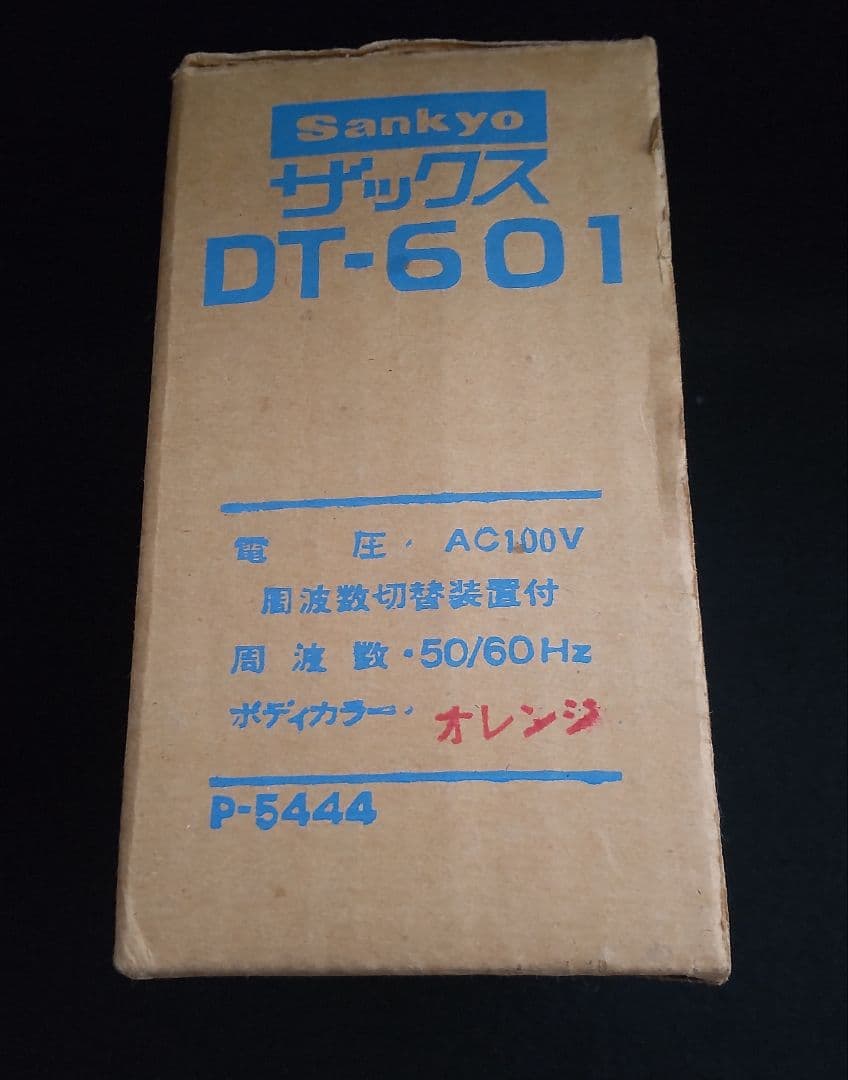 Sankyo
ザックス
DT-601
電 圧・AC100V
周波数切替装置付
周波数・50/60Hz
ボディカラー・オレンジ
P-5444